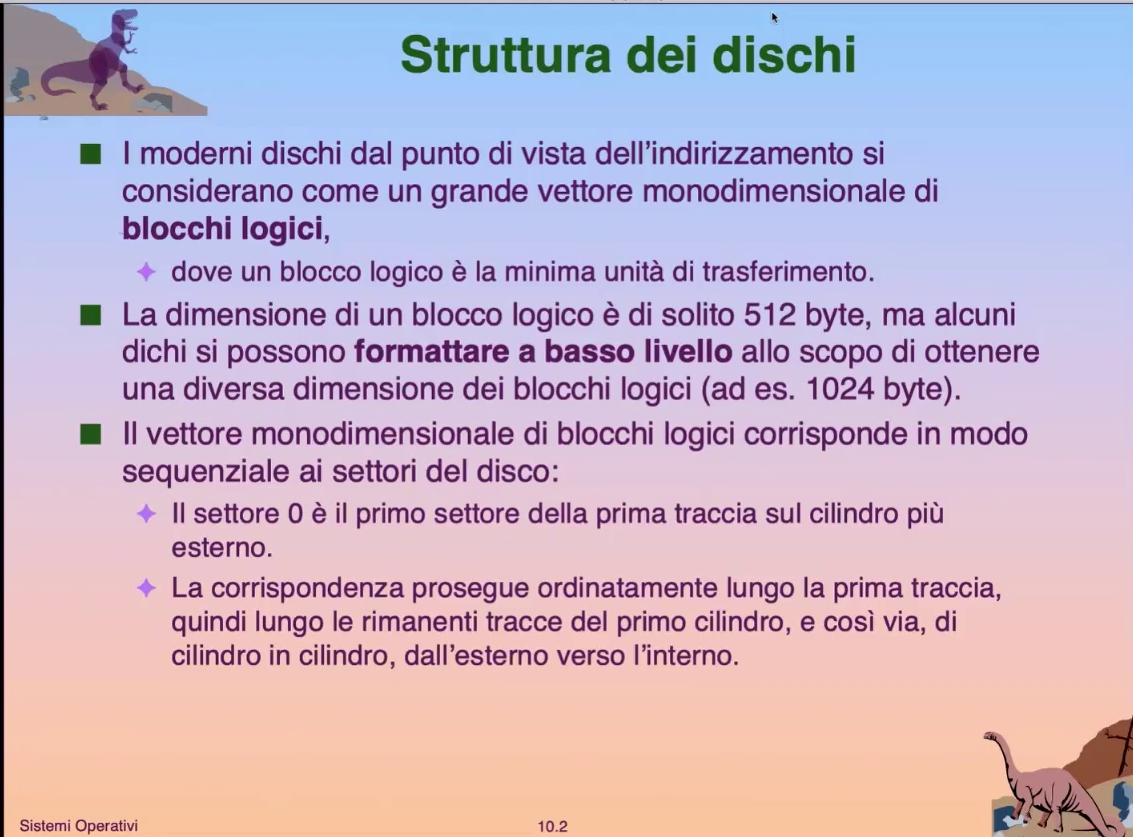 Struttura dei dischi
I moderni dischi dal punto di vista dell'indirizzamento si
considerano come un grande vettore monodimensionale di
blocchi logici,
dove un blocco logico è la minima unità di trasferimento.
La dimensione di un blocco logico è di solito 512 byte, ma alcuni
dichi si possono formattare a basso livello allo scopo di ottenere
una diversa dimensione dei blocchi logici (ad es. 1024 byte).
Il vettore monodimensionale di blocchi logici corrisponde in modo
sequenziale ai settori del disco:
Il settore 0 è il primo settore della prima traccia sul cilindro più
esterno.
La corrispondenza prosegue ordinatamente lungo la prima traccia,
quindi lungo le rimanenti tracce del primo cilindro, e così via, di
cilindro in cilindro, dall'esterno verso l'interno.
Sistemi Operativi
10.2